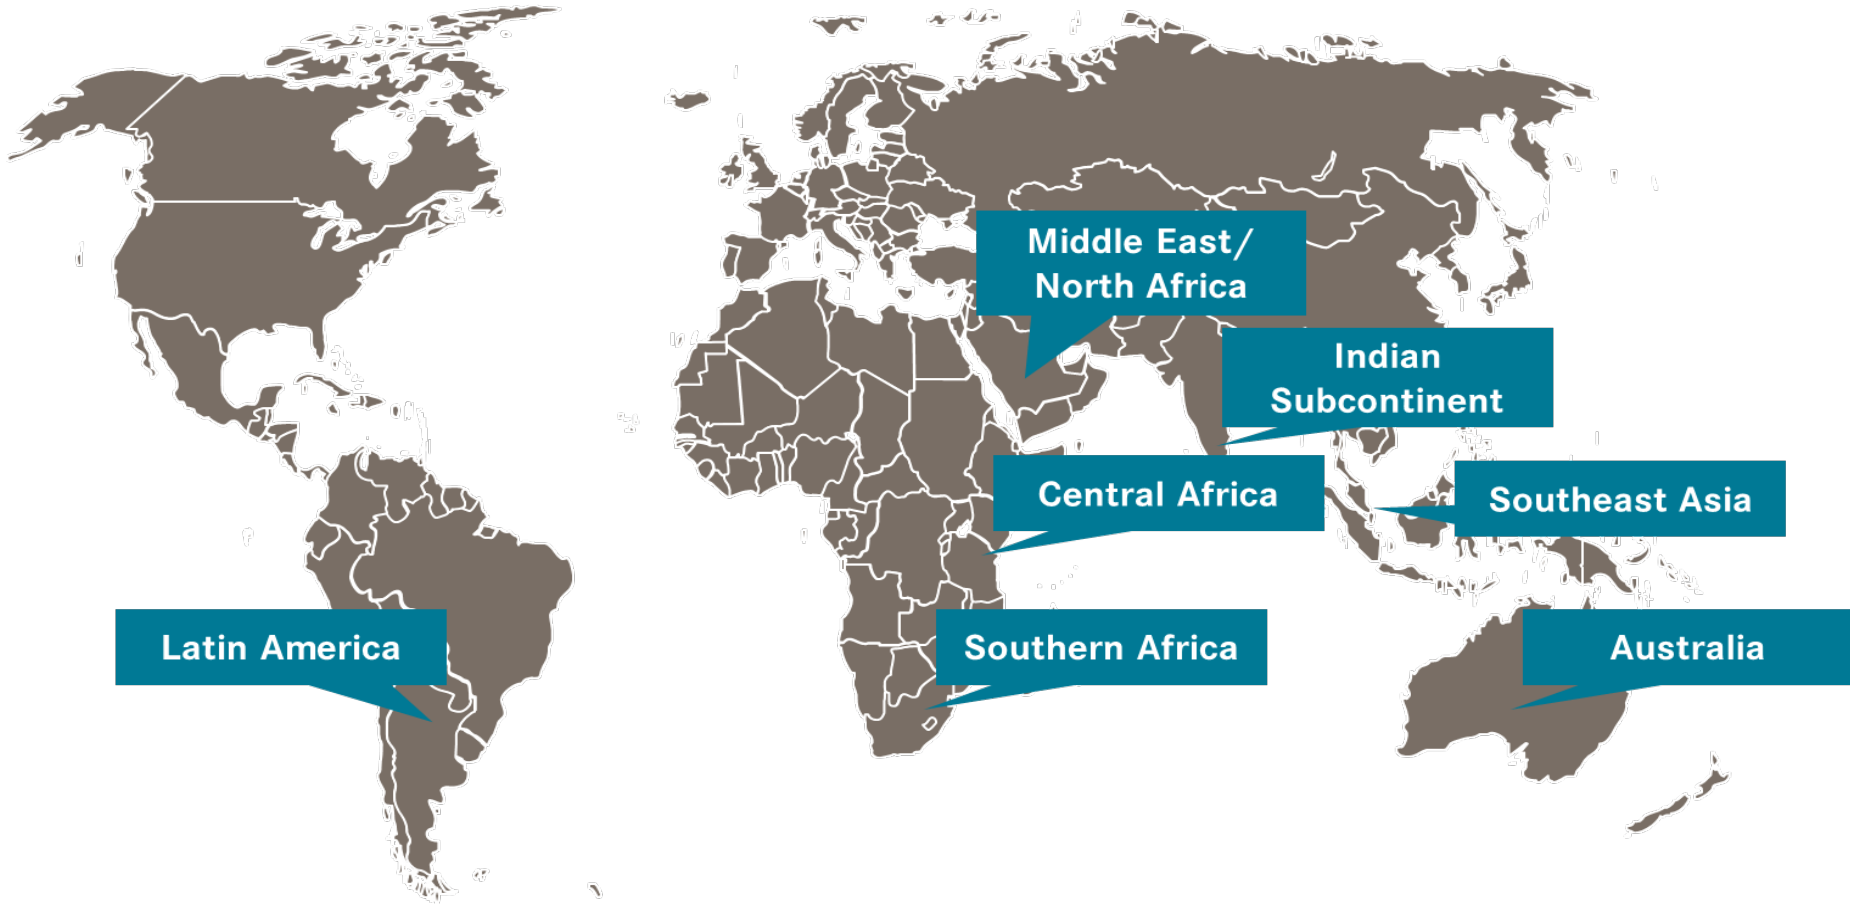 Middle East/
North Africa
Indian
Subcontinent
Central Africa
Southeast Asia
Latin America
Southern Africa
Australia